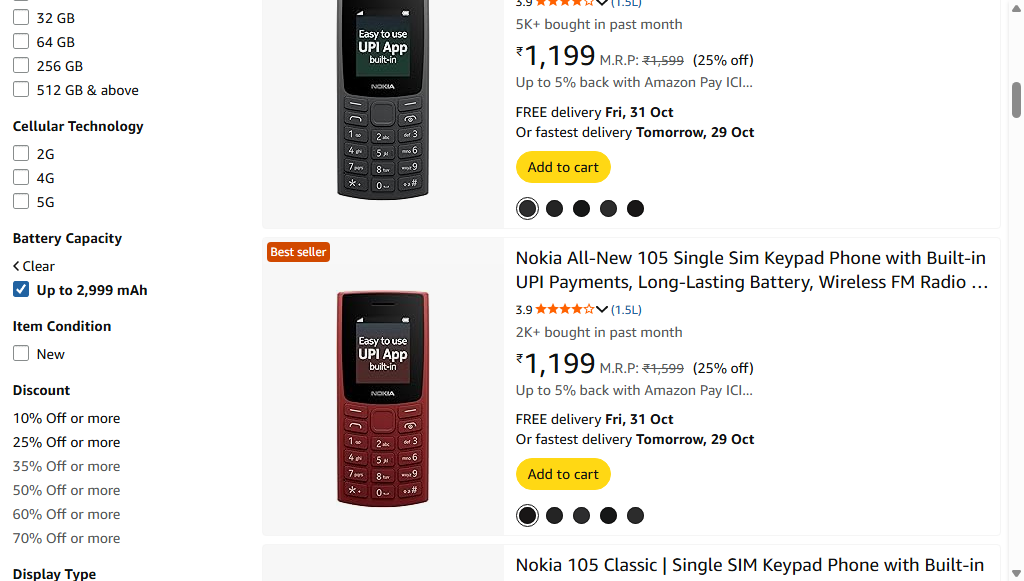 32 GB
64 GB
256 GB
512 GB & above
Cellular Technology
2G
4G
5G
Battery Capacity
Clear
Up to 2,999 mAh
Item Condition
New
Discount
10% Off or more
25% Off or more
35% Off or more
50% Off or more
60% Off or more
70% Off or more
Display Type
Easy to use
UPI App
built-in
NOKIA
3.9 (1.5L)
5K+ bought in past month
₹1,199 M.R.P: ₹1,599 (25% off)
Up to 5% back with Amazon Pay ICI…
FREE delivery Fri, 31 Oct
Or fastest delivery Tomorrow, 29 Oct
Add to cart
Best seller
Easy to use
UPI App
built-in
NOKIA
Nokia All-New 105 Single Sim Keypad Phone with Built-in
UPI Payments, Long-Lasting Battery, Wireless FM Radio …
3.9 (1.5L)
2K+ bought in past month
₹1,199 M.R.P: ₹1,599 (25% off)
Up to 5% back with Amazon Pay ICI…
FREE delivery Fri, 31 Oct
Or fastest delivery Tomorrow, 29 Oct
Add to cart
Nokia 105 Classic | Single SIM Keypad Phone with Built-in